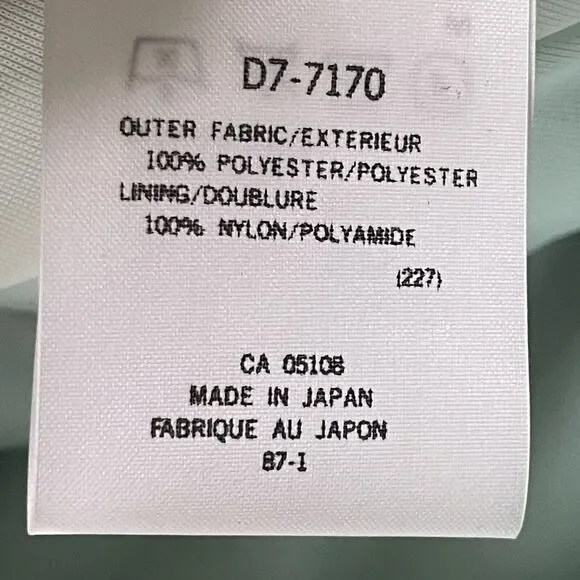 D7-7170
OUTER FABRIC/EXTERIEUR
100% POLYESTER/POLYESTER
LINING/DOUBLURE
100% NYLON/POLYAMIDE
(227)
CA 05108
MADE IN JAPAN
FABRIQUE AU JAPON
B7-I